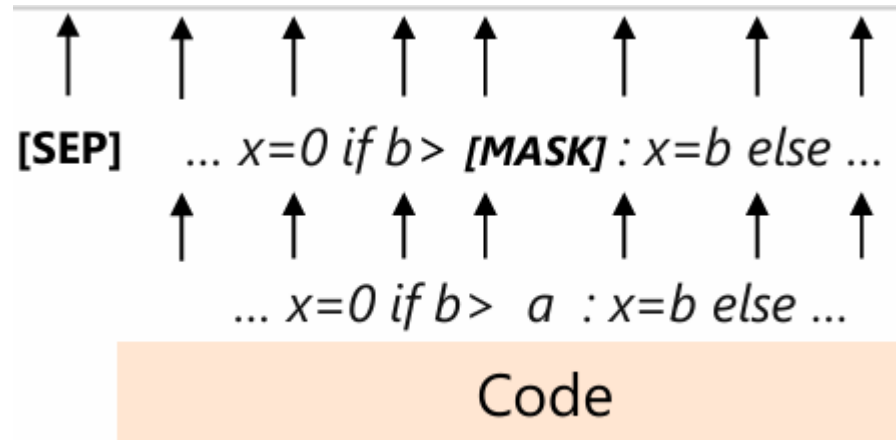 [SEP] ... x=0 if b> [MASK] : x=b else ...
... x=0 if b> a : x=b else ...
Code